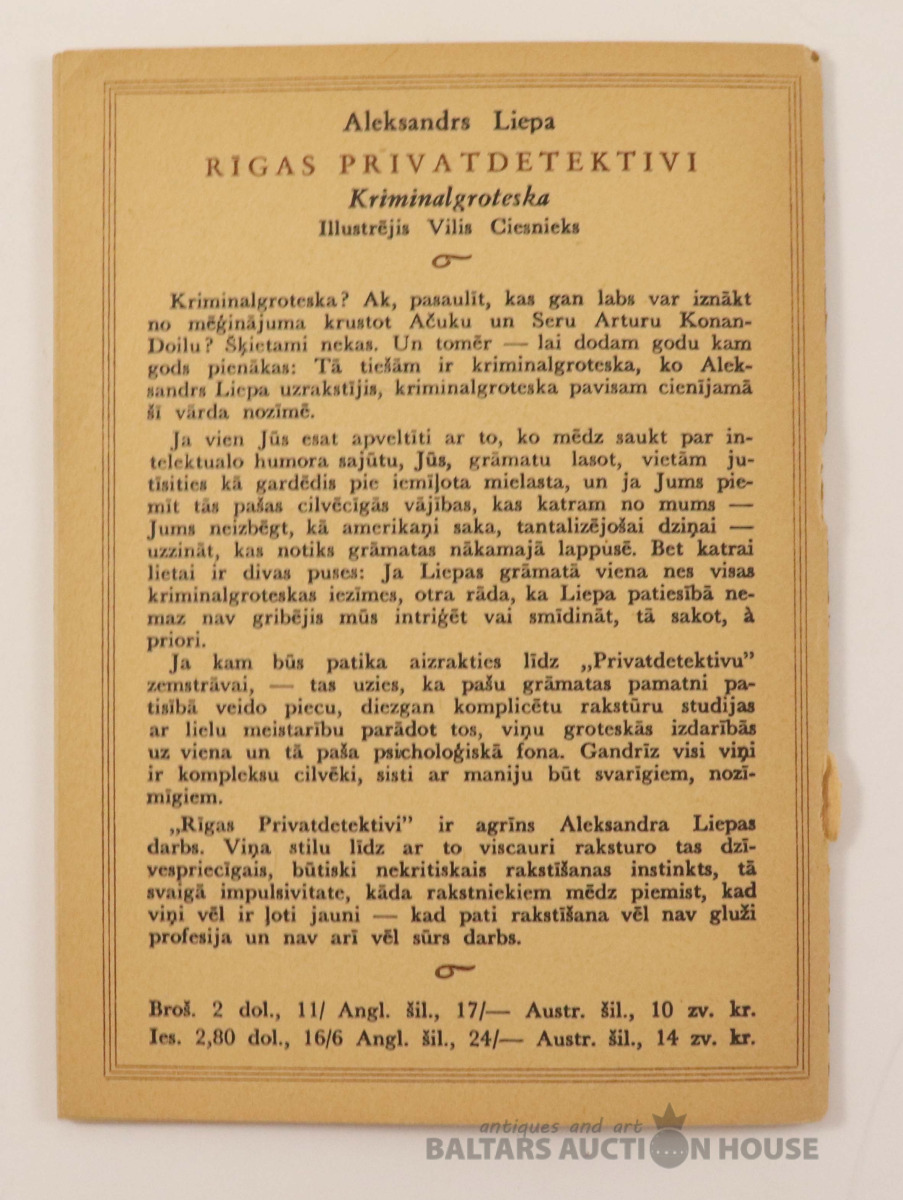 Aleksandrs Liepa
RĪGAS PRIVATDETEKTIVI
Kriminalgroteska
Illustrējis Vilis Ciesnieks
Kriminalgroteska? Ak, pasaulīt, kas gan labs var iznākt
no mēģinājuma krustot Ačuku un Seru Arturu Konan-
Doilu? Šķietami nekas. Un tomēr — lai dodam godu kam
gods pienākas: Tā tiešām ir kriminalgroteska, ko Alek-
sandrs Liepa uzrakstījis, kriminalgroteska pavisam cienījamā
šī vārda nozīmē.
Ja vien Jūs esat apveltīti ar to, ko mēdz saukt par in-
telektualo humora sajūtu, Jūs, grāmatu lasot, vietām ju-
tīsities kā gardēdis pie iemīļota mielasta, un ja Jums pie-
mīt tās pašas cilvēcīgās vājības, kas katram no mums —
Jums neizbēgt, kā amerikaņi saka, tantalizējošai dziņai —
uzzināt, kas notiks grāmatas nākamajā lappusē. Bet katrai
lietai ir divas puses: Ja Liepas grāmatā viena nes visas
kriminalgroteskas iezīmes, otra rāda, ka Liepa patiesībā ne-
maz nav gribējis mūs intriģēt vai smīdināt, tā sakot, à
priori.
Ja kam būs patika aizrakties līdz „Privatdetektivu”
zemstrāvai, — tas uzies, ka pašu grāmatas pamatni pa-
tisībā veido piecu, diezgan komplicētu rakstūru studijas
ar lielu meistarību parādot tos, viņu groteskās izdarībās
uz viena un tā paša psicholoģiskā fona. Gandrīz visi viņi
ir kompleksu cilvēki, sisti ar maniju būt svarīgiem, nozī-
mīgiem.
„Rīgas Privatdetektivi” ir agrīns Aleksandra Liepas
darbs. Viņa stilu līdz ar to viscauri raksturo tas dzī-
vespriecīgais, būtiski nekritiskais rakstīšanas instinkts, tā
svaigā impulsivitate, kāda rakstniekiem mēdz piemist, kad
viņi vēl ir ļoti jauni — kad pati rakstīšana vēl nav gluži
profesija un nav arī vēl sūrs darbs.
Broš. 2 dol., 11/ Angl. šil., 17/— Austr. šil., 10 zv. kr.
Ies. 2,80 dol., 16/6 Angl. šil., 24/— Austr. šil., 14 zv. kr.
antiques and art
BALTARS AUCTION HOUSE